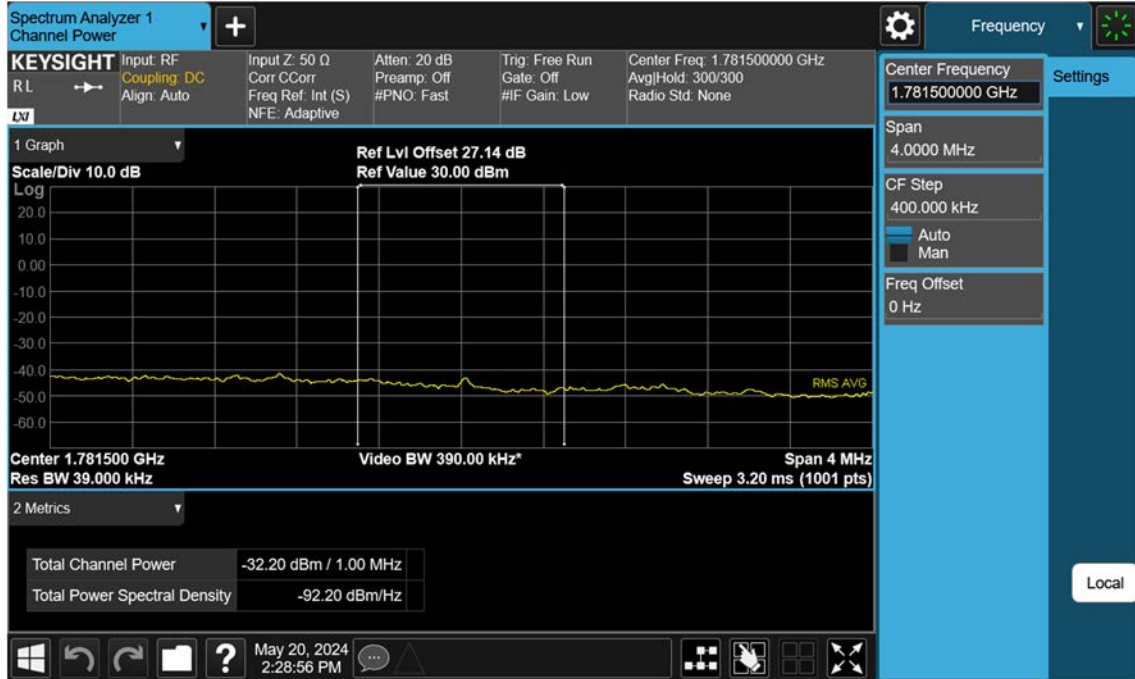 Spectrum Analyzer 1
Channel Power
+
Frequency
KEYSIGHT
R L
LXI
Input: RF
Coupling: DC
Align: Auto
Input Z: 50 Ω
Corr CCorr
Freq Ref: Int (S)
NFE: Adaptive
Atten: 20 dB
Preamp: Off
#PNO: Fast
Trig: Free Run
Gate: Off
#IF Gain: Low
Center Freq: 1.781500000 GHz
Avg|Hold: 300/300
Radio Std: None
1 Graph
Scale/Div 10.0 dB
Ref Lvl Offset 27.14 dB
Ref Value 30.00 dBm
Log
20.0
10.0
0.00
-10.0
-20.0
-30.0
-40.0
-50.0
-60.0
RMS AVG
Center 1.781500 GHz
Video BW 390.00 kHz*
Span 4 MHz
Res BW 39.000 kHz
Sweep 3.20 ms (1001 pts)
2 Metrics
Total Channel Power -32.20 dBm / 1.00 MHz
Total Power Spectral Density -92.20 dBm/Hz
?
May 20, 2024
2:28:56 PM
Center Frequency
1.781500000 GHz
Span
4.0000 MHz
CF Step
400.000 kHz
Auto
Man
Freq Offset
0 Hz
Settings
Local